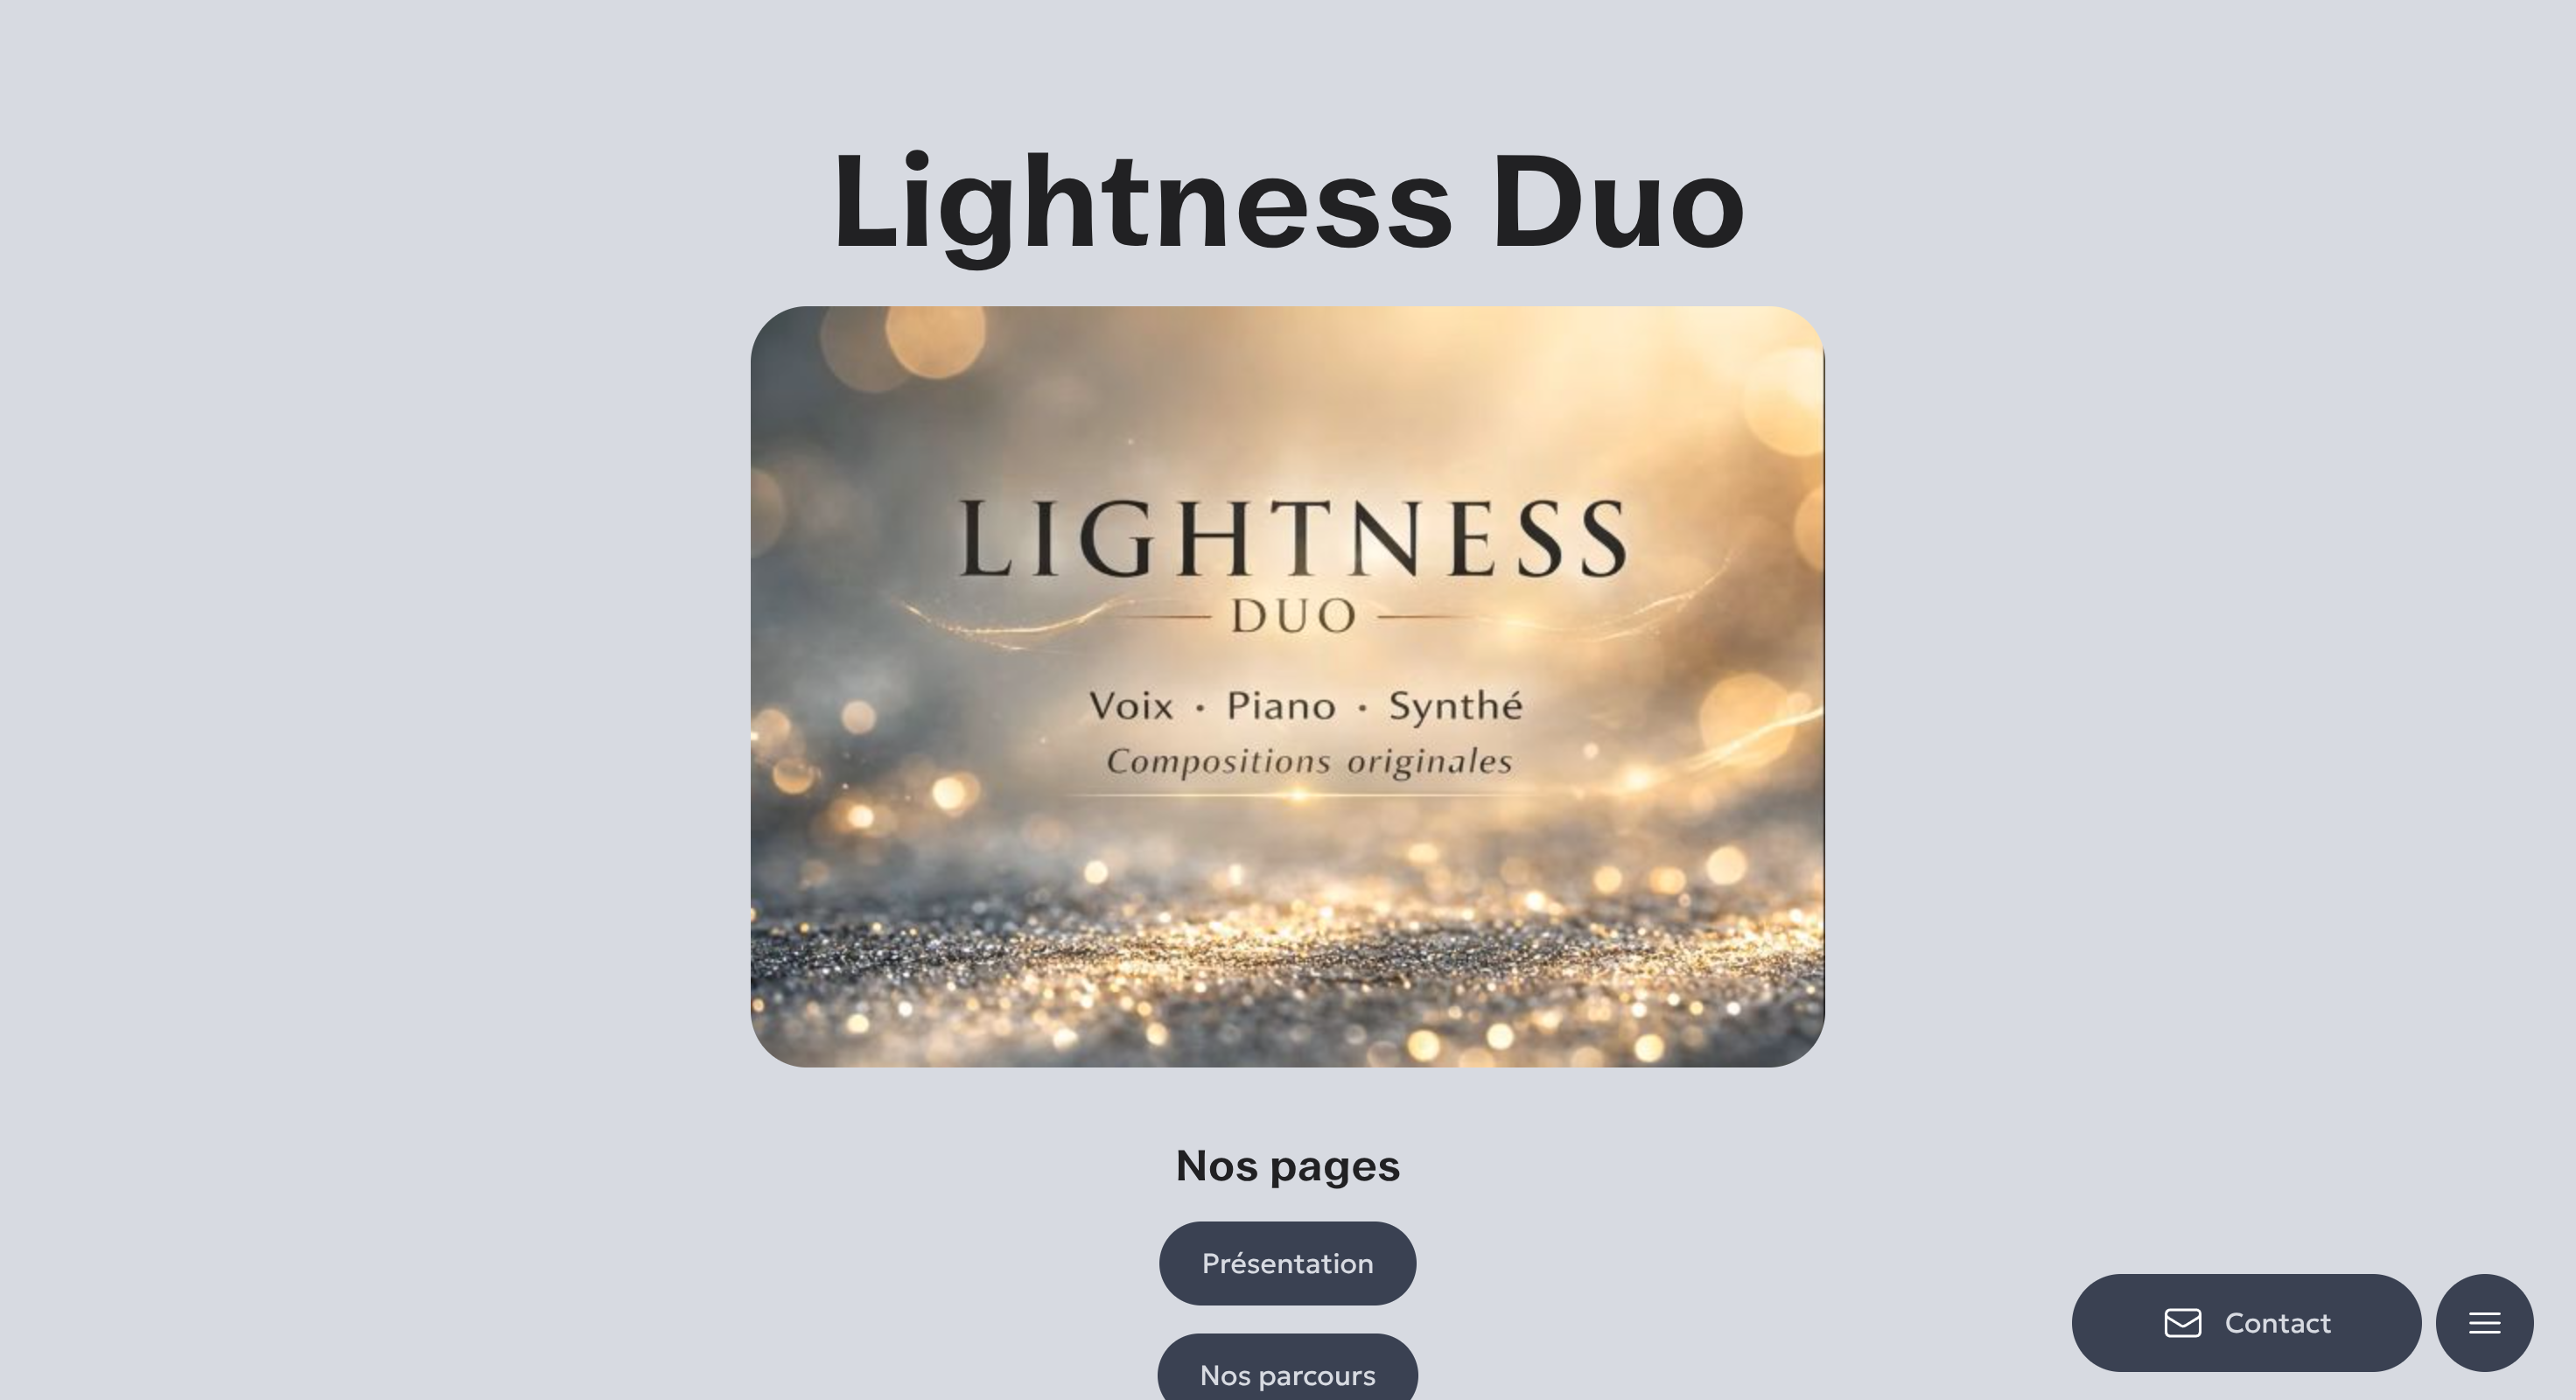 Lightness Duo
LIGHTNESS
DUO
Voix · Piano · Synthé
Compositions originales
Nos pages
Présentation
Nos parcours
Contact